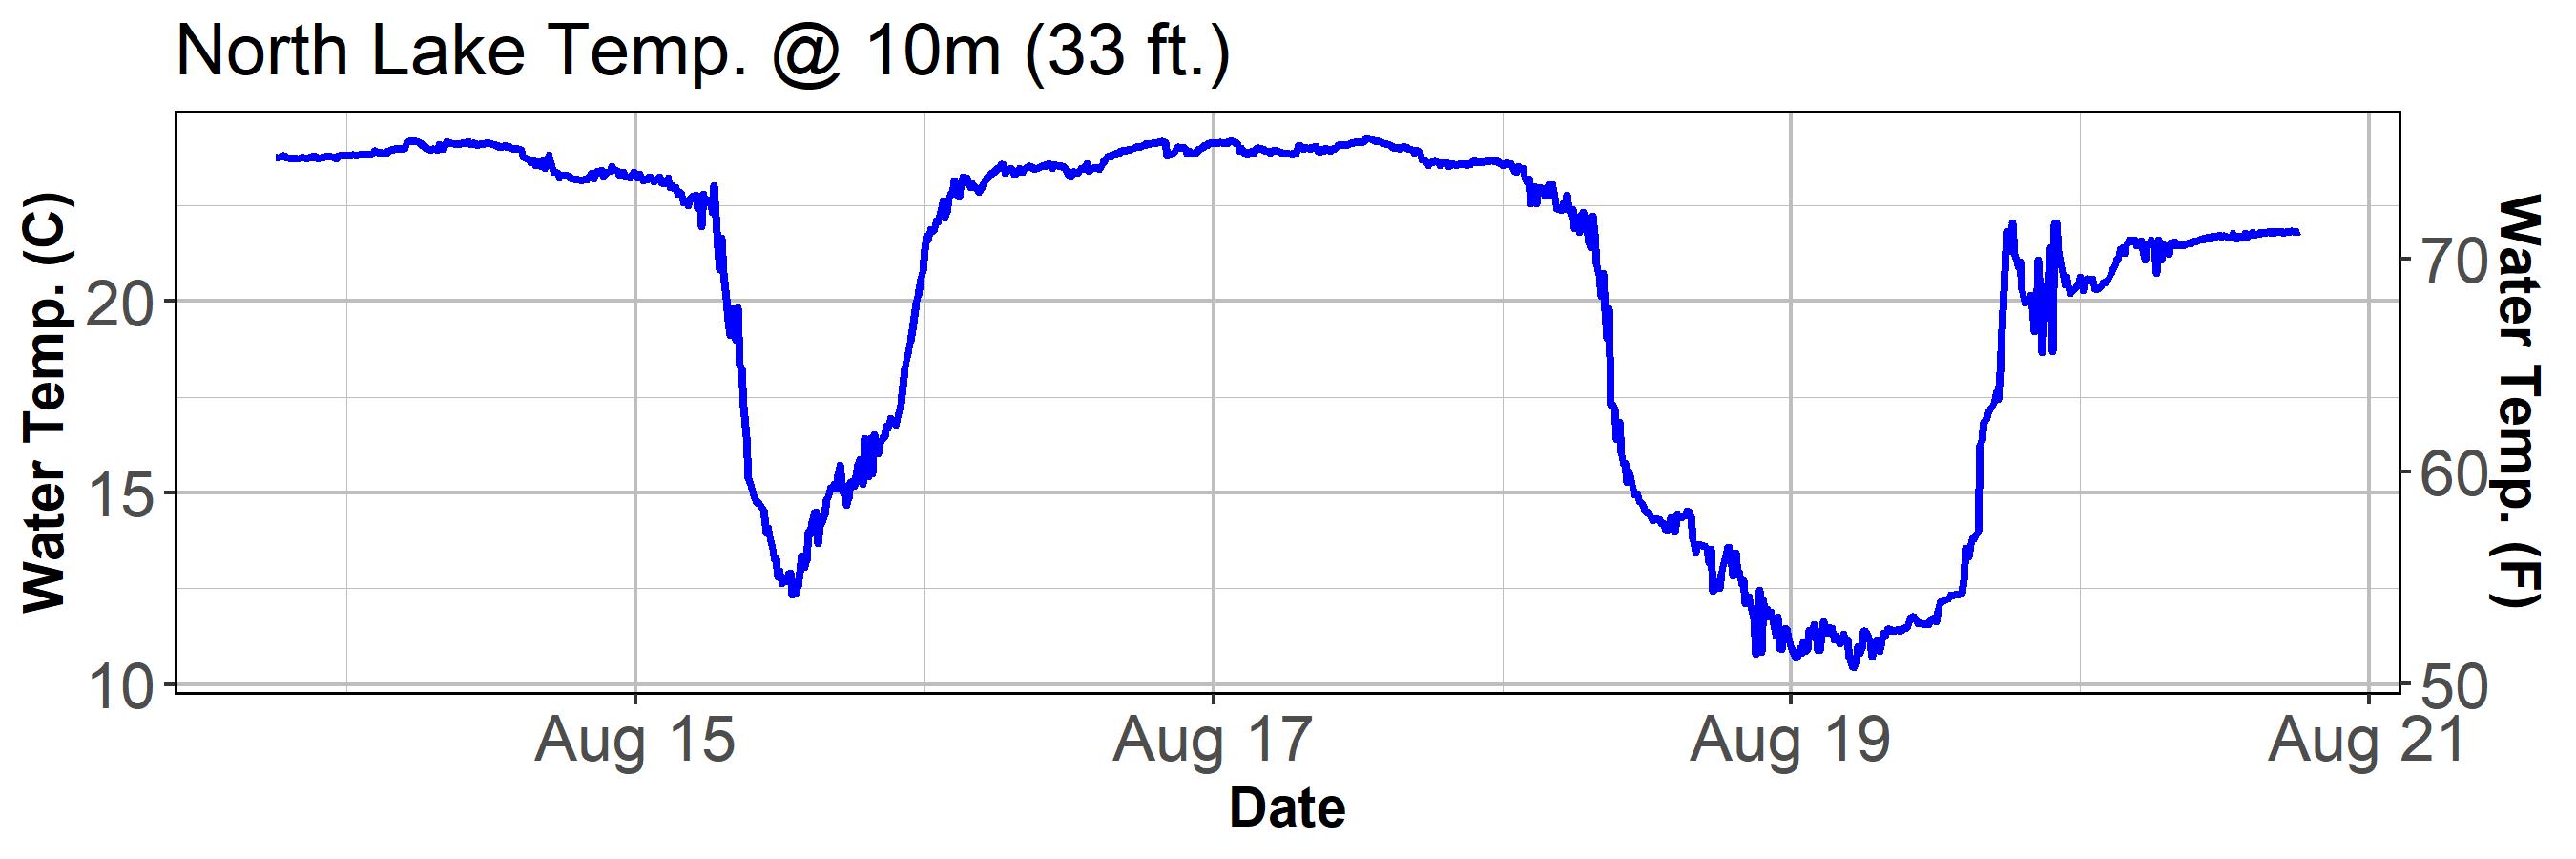 North Lake Temp. @ 10m (33 ft.)
Water Temp. (C)
20
15
10
70
60
50
Water Temp. (F)
Aug 15
Aug 17
Aug 19
Aug 21
Date